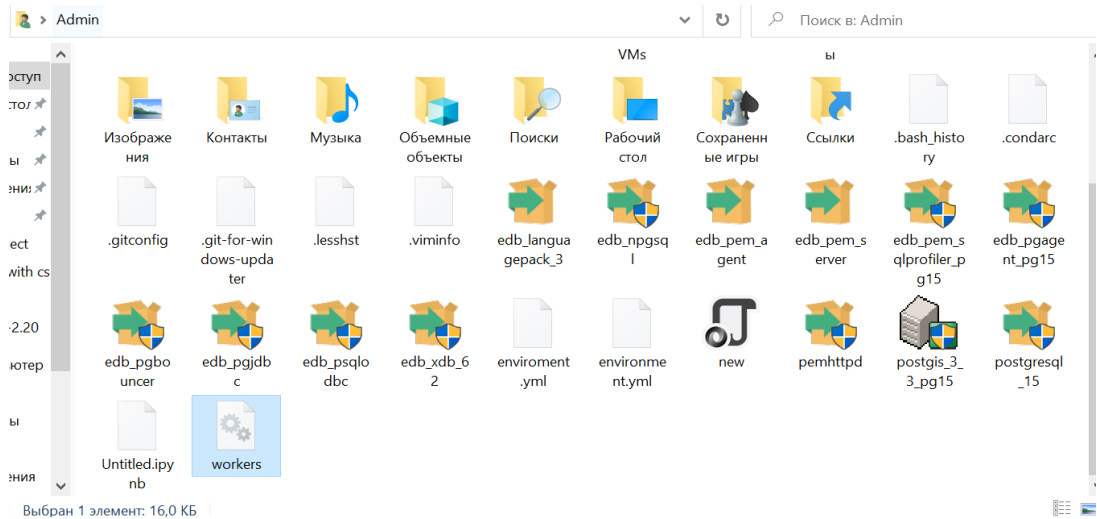 Admin
Поиск в: Admin
VMs
ы
Изображе
ния
Контакты
Музыка
Объемные
объекты
Поиски
Рабочий
стол
Сохраненн
ые игры
Ссылки
.bash_histo
ry
.condarc
.gitconfig
.git-for-win
dows-upda
ter
.lesshst
.viminfo
edb_langua
gepack_3
edb_npgsq
l
edb_pem_a
gent
edb_pem_s
erver
edb_pem_s
qlprofiler_p
g15
edb_pgage
nt_pg15
edb_pgbo
uncer
edb_pgjdb
c
edb_psqlo
dbc
edb_xdb_6
2
enviroment
.yml
environme
nt.yml
new
pemhttpd
postgis_3_
3_pg15
postgresql
_15
Untitled.ipy
nb
workers
оступ
стол
ы
ени
ect
with cs
-2.20
ютер
ы
ения
Выбран 1 элемент: 16,0 КБ